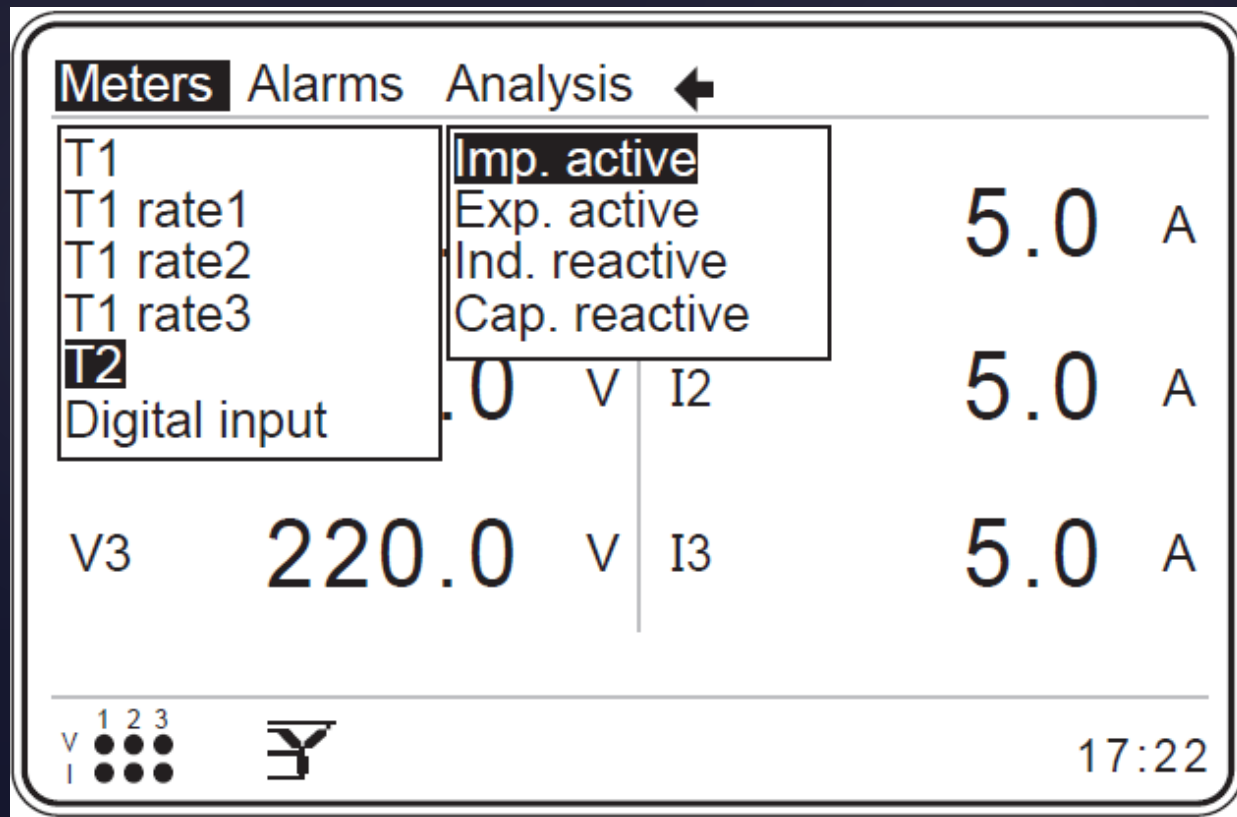 Meters Alarms Analysis
T1
T1 rate1
T1 rate2
T1 rate3
T2
Digital input
Imp. active
Exp. active
Ind. reactive
Cap. reactive
5.0 A
.0 V I2 5.0 A
V3 220.0 V I3 5.0 A
1 2 3
V
I
17:22